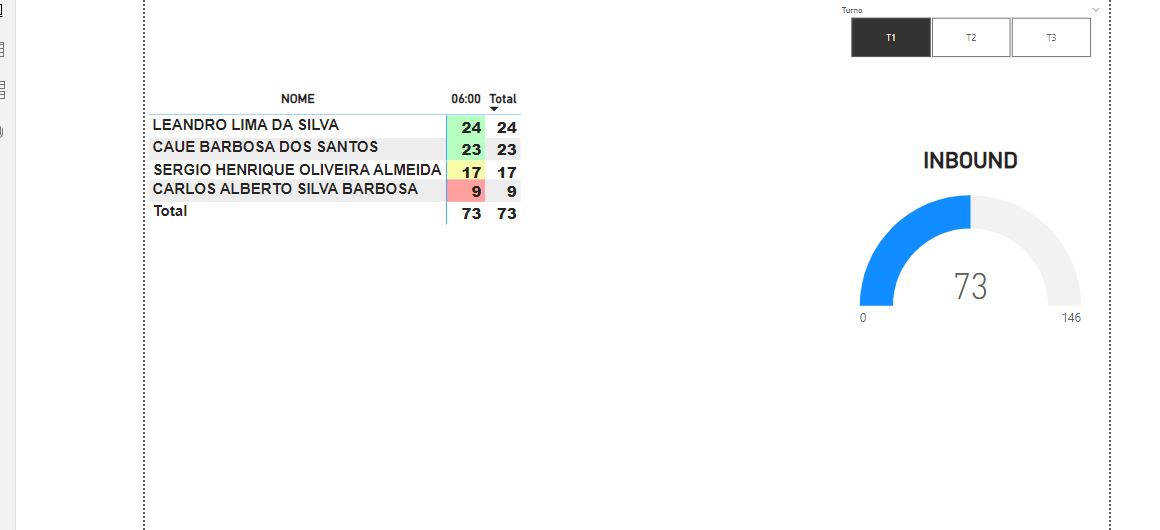 Turno
T1 T2 T3
NOME 06:00 Total
LEANDRO LIMA DA SILVA 24 24
CAUE BARBOSA DOS SANTOS 23 23
SERGIO HENRIQUE OLIVEIRA ALMEIDA 17 17
CARLOS ALBERTO SILVA BARBOSA 9 9
Total 73 73
INBOUND
73
0 146